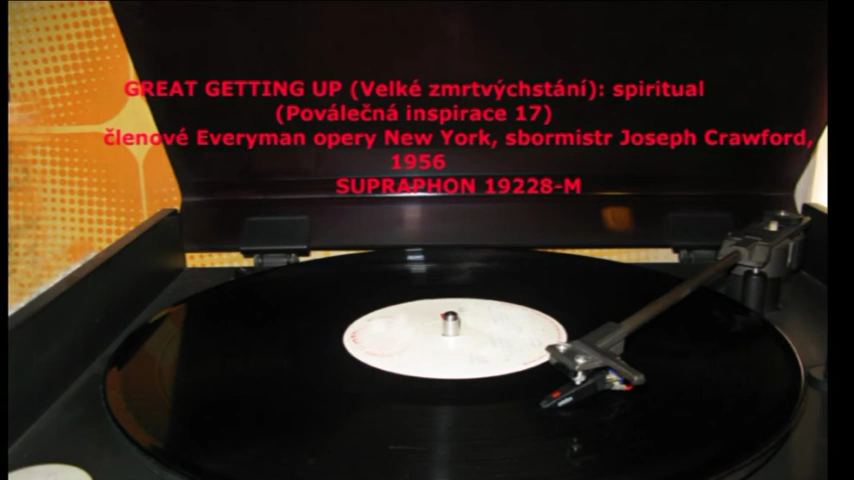 GREAT GETTING UP (Velké zmrtvýchstání): spiritual
(Poválečná inspirace 17)
členové Everyman opery New York, sbormistr Joseph Crawford,
1956
SUPRAPHON 19228-M